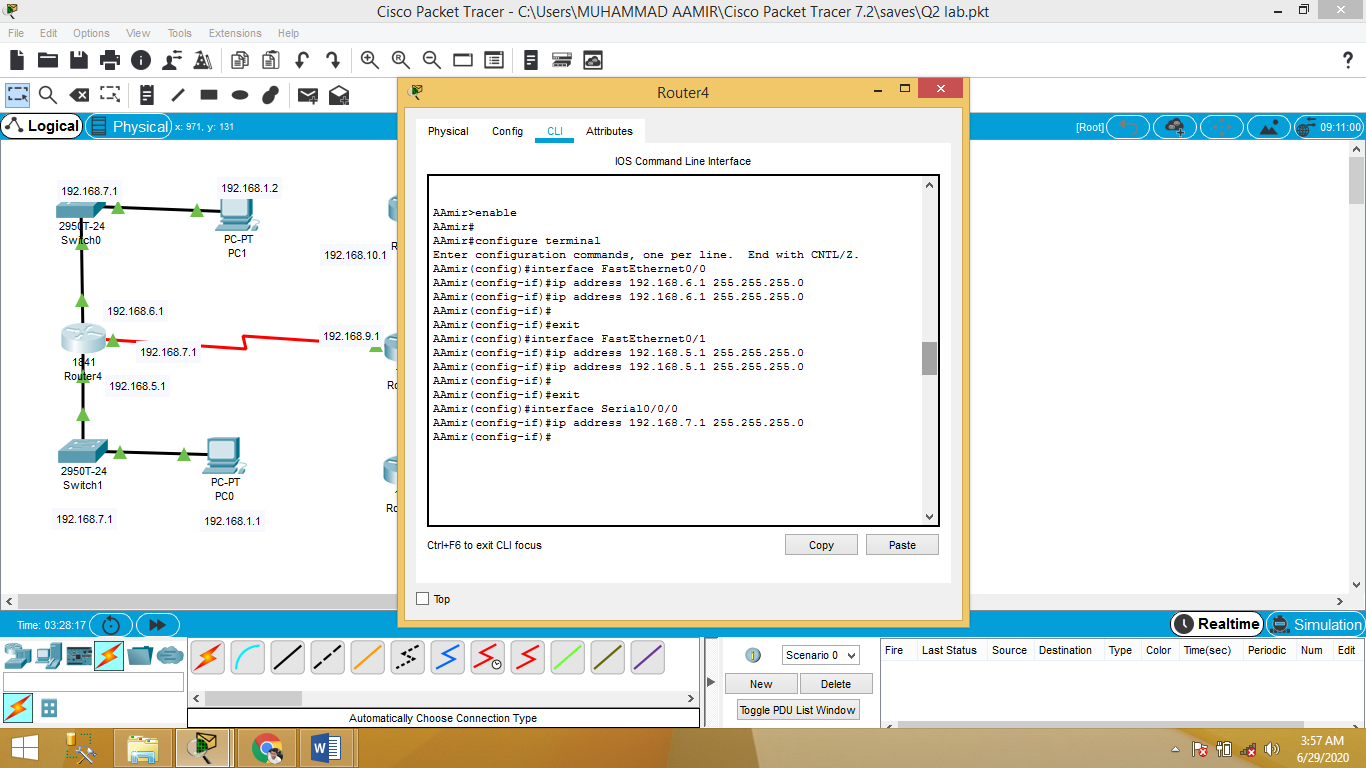 Cisco Packet Tracer - C:\Users\MUHAMMAD AAMIR\Cisco Packet Tracer 7.2\saves\Q2 lab.pkt
File Edit Options View Tools Extensions Help
Logical Physical x: 971, y: 131
[Root] 09:11:00
192.168.7.1
192.168.1.2
2950T-24
Switch0
PC-PT
PC1
192.168.10.1
192.168.6.1
192.168.9.1
192.168.7.1
1841
Router4
192.168.5.1
2950T-24
Switch1
PC-PT
PC0
192.168.7.1
192.168.1.1
Router4
Physical Config CLI Attributes
IOS Command Line Interface
AAmir>enable
AAmir#
AAmir#configure terminal
Enter configuration commands, one per line.  End with CNTL/Z.
AAmir(config)#interface FastEthernet0/0
AAmir(config-if)#ip address 192.168.6.1 255.255.255.0
AAmir(config-if)#ip address 192.168.6.1 255.255.255.0
AAmir(config-if)#
AAmir(config-if)#exit
AAmir(config)#interface FastEthernet0/1
AAmir(config-if)#ip address 192.168.5.1 255.255.255.0
AAmir(config-if)#ip address 192.168.5.1 255.255.255.0
AAmir(config-if)#
AAmir(config-if)#exit
AAmir(config)#interface Serial0/0/0
AAmir(config-if)#ip address 192.168.7.1 255.255.255.0
AAmir(config-if)#
Ctrl+F6 to exit CLI focus
Copy Paste
Top
Time: 03:28:17
Realtime Simulation
Automatically Choose Connection Type
Scenario 0
New Delete
Toggle PDU List Window
Fire Last Status Source Destination Type Color Time(sec) Periodic Num Edit
3:57 AM
6/29/2020